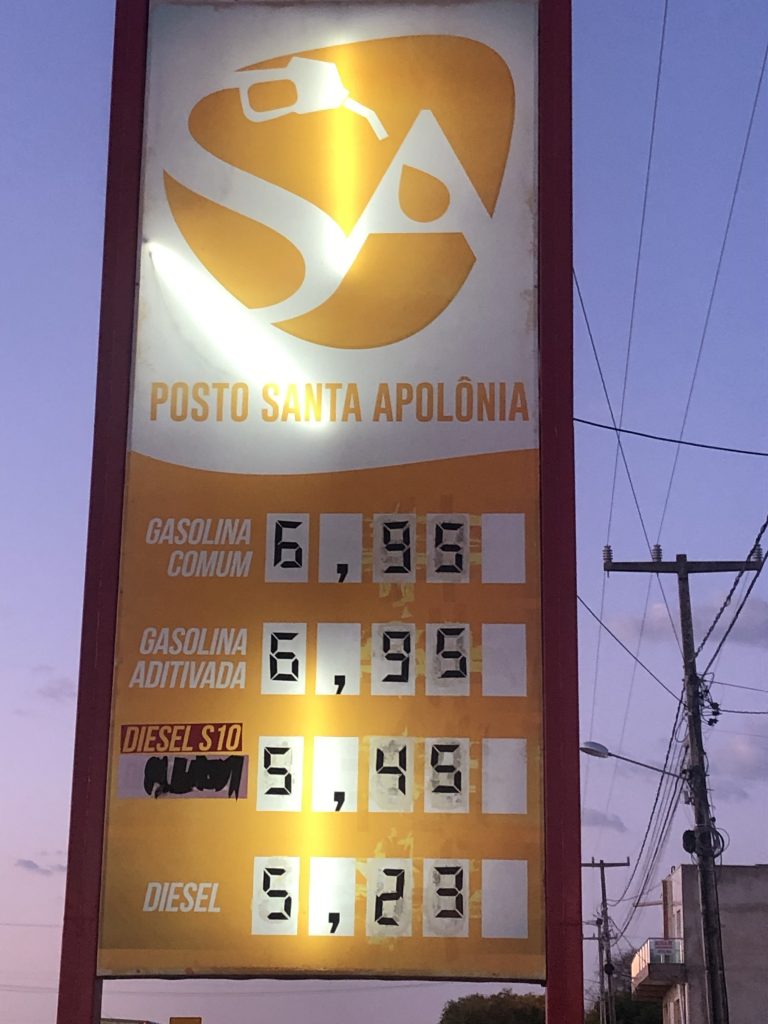 SA
POSTO SANTA APOLÔNIA
GASOLINA
COMUM 6,95
GASOLINA
ADITIVADA 6,95
DIESEL S10 5,45
DIESEL 5,23